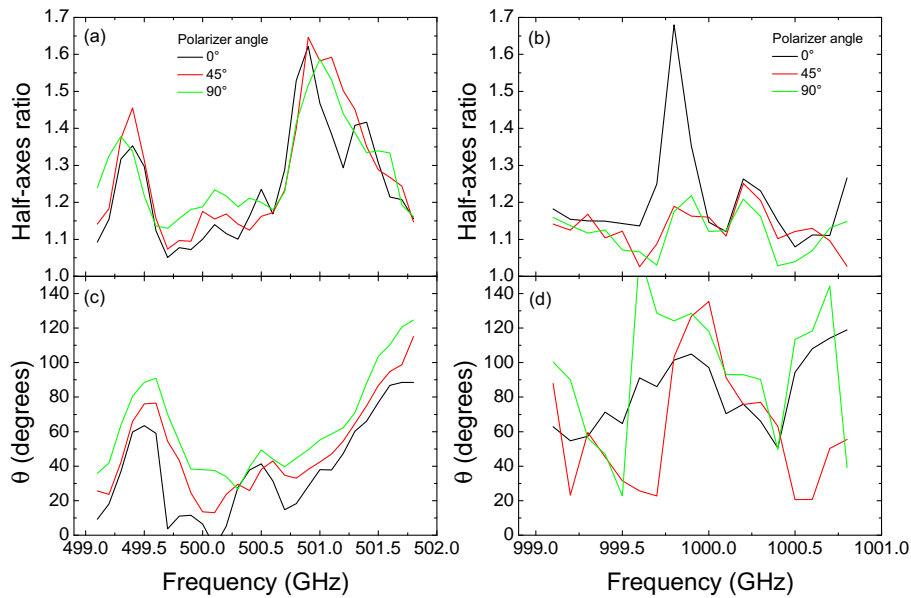 (a)
Polarizer angle
0°
45°
90°
Half-axes ratio
1.7
1.6
1.5
1.4
1.3
1.2
1.1
1.0
(b)
Polarizer angle
0°
45°
90°
Half-axes ratio
1.7
1.6
1.5
1.4
1.3
1.2
1.1
1.0
(c)
θ (degrees)
140
120
100
80
60
40
20
0
499.0 499.5 500.0 500.5 501.0 501.5 502.0
Frequency (GHz)
(d)
θ (degrees)
140
120
100
80
60
40
20
0
999.0 999.5 1000.0 1000.5 1001.0
Frequency (GHz)